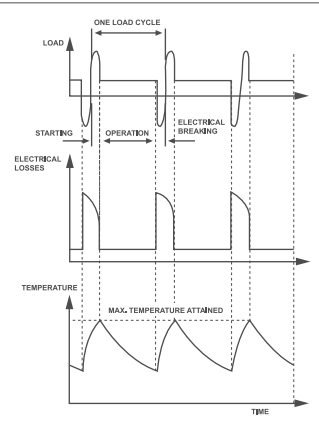 ONE LOAD CYCLE
LOAD
STARTING
OPERATION
ELECTRICAL
BREAKING
ELECTRICAL
LOSSES
TEMPERATURE
MAX. TEMPERATURE ATTAINED
TIME